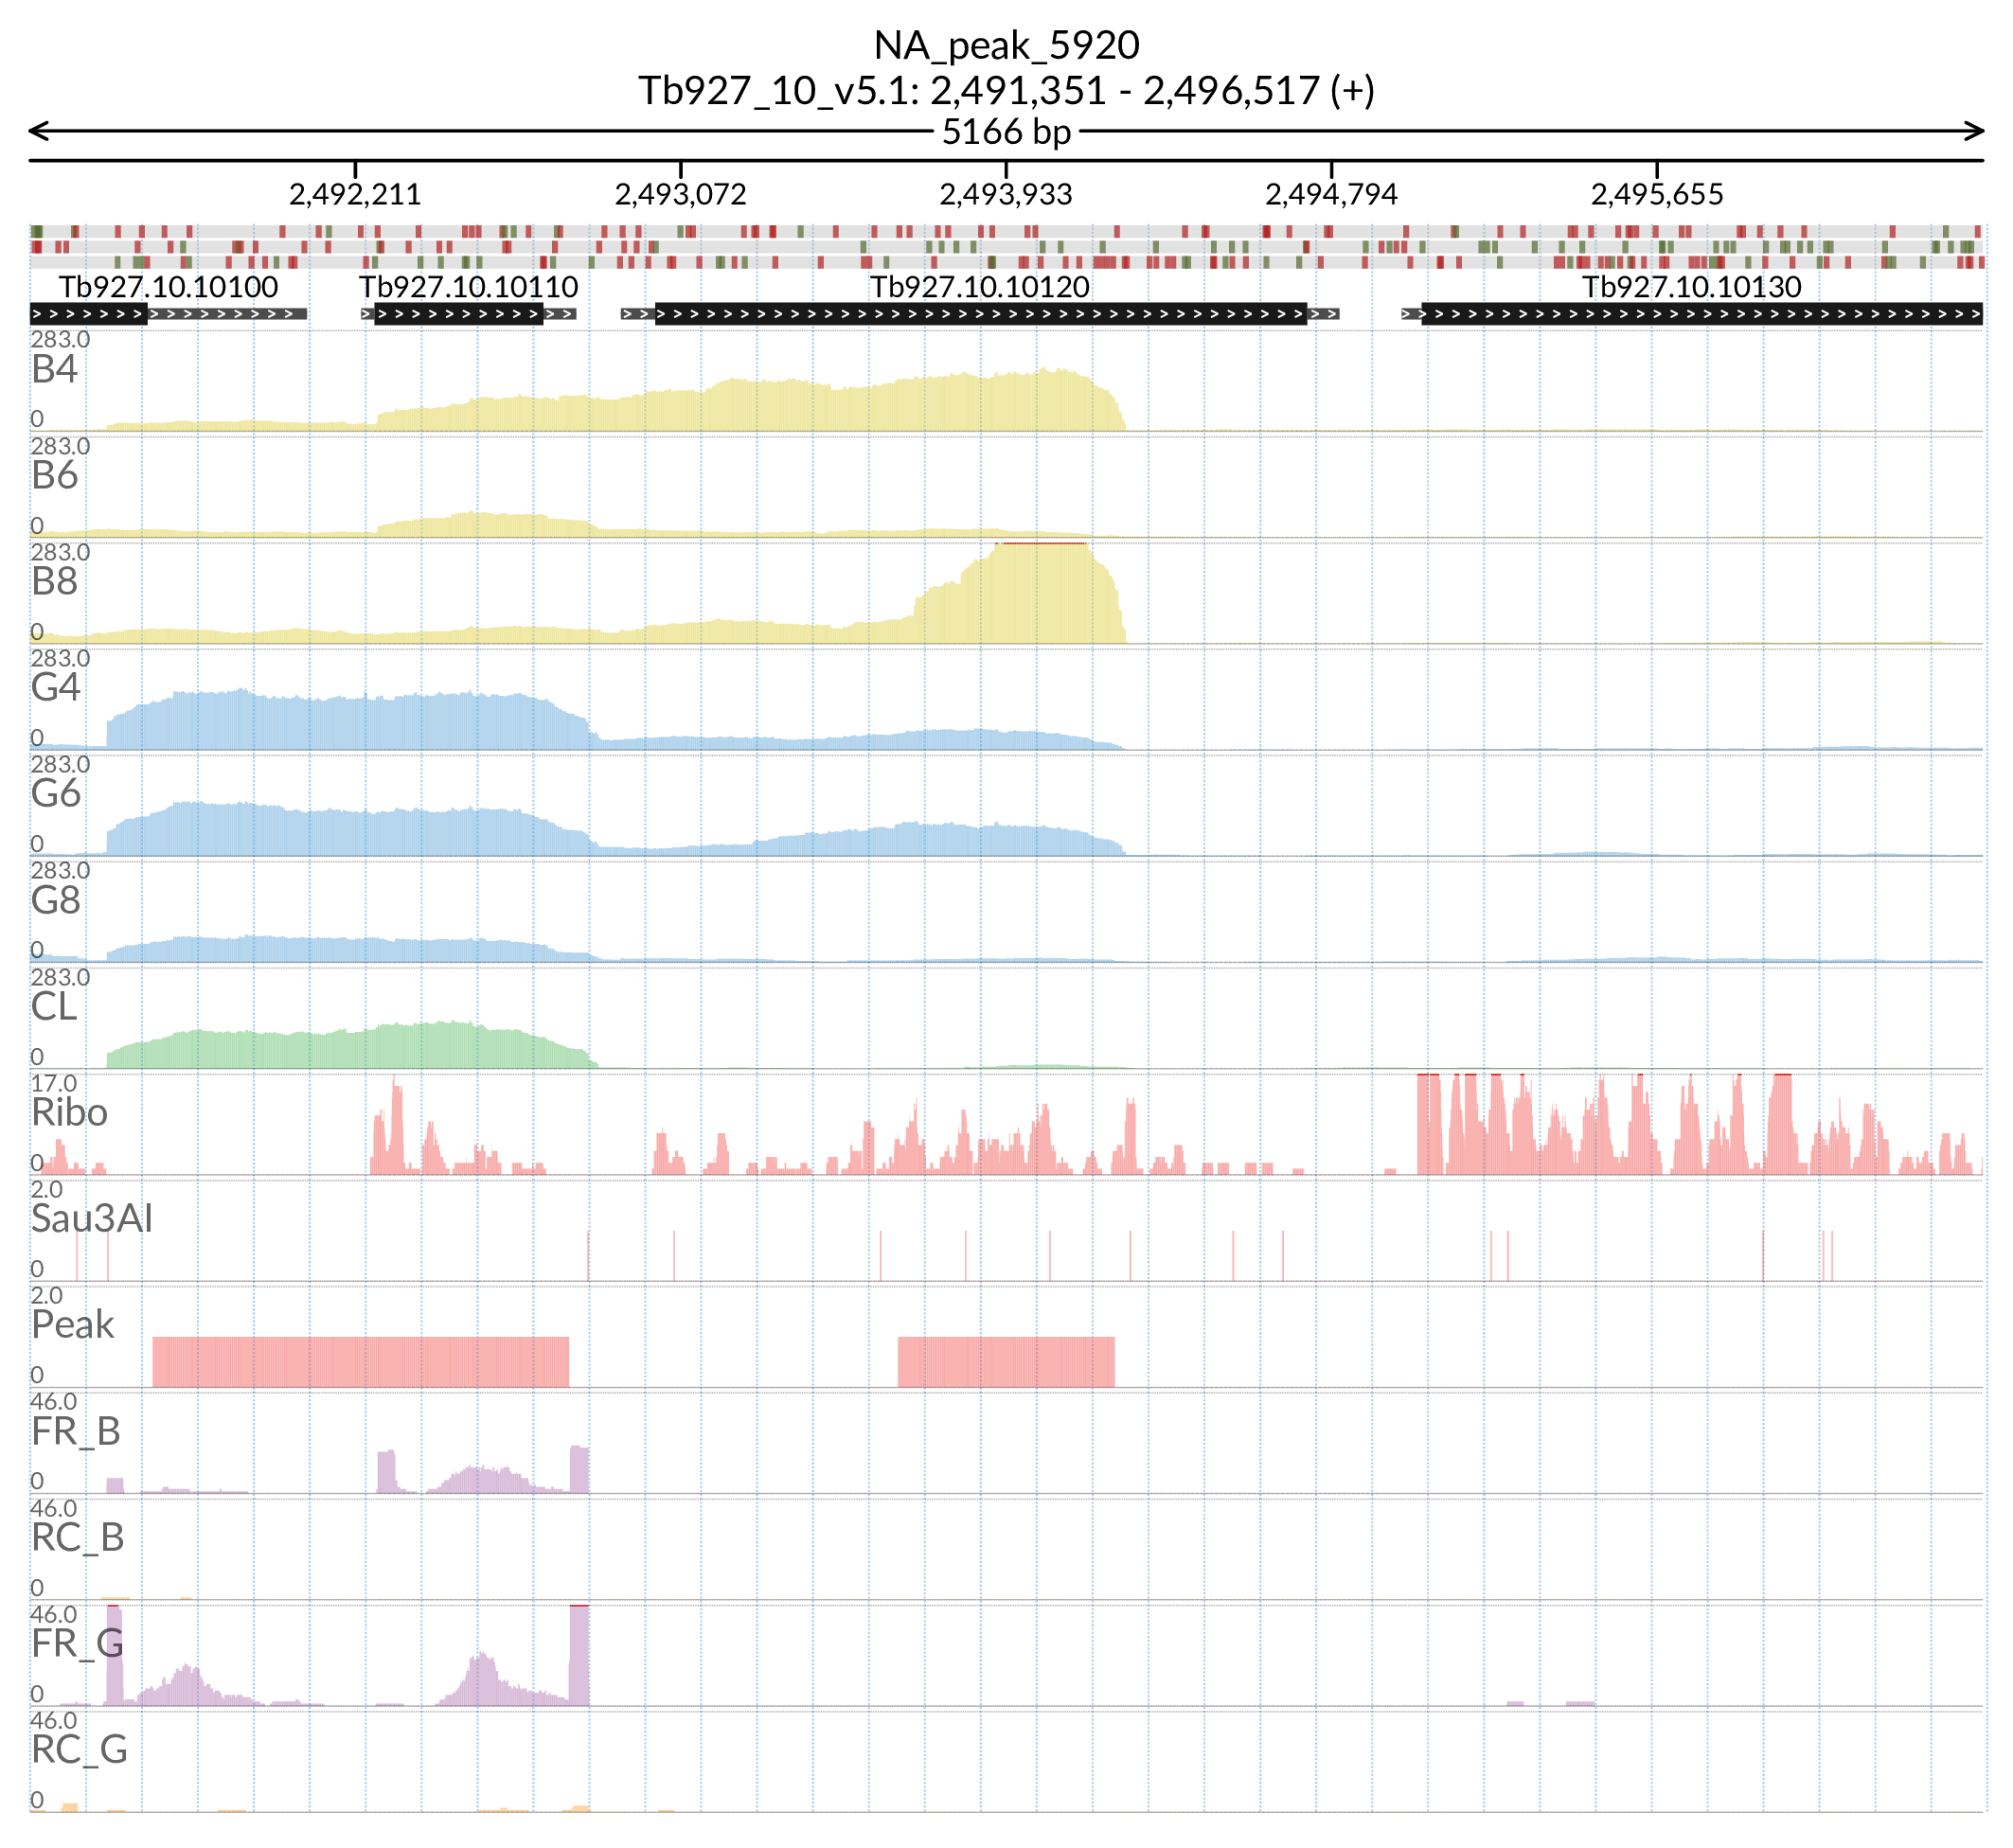 NA_peak_5920
Tb927_10_v5.1: 2,491,351 - 2,496,517 (+)
5166 bp
2,492,211 2,493,072 2,493,933 2,494,794 2,495,655
Tb927.10.10100 Tb927.10.10110 Tb927.10.10120 Tb927.10.10130
283.0
B4
0
283.0
B6
0
283.0
B8
0
283.0
G4
0
283.0
G6
0
283.0
G8
0
283.0
CL
0
17.0
Ribo
0
2.0
Sau3AI
0
2.0
Peak
0
46.0
FR_B
0
46.0
RC_B
0
46.0
FR_G
0
46.0
RC_G
0